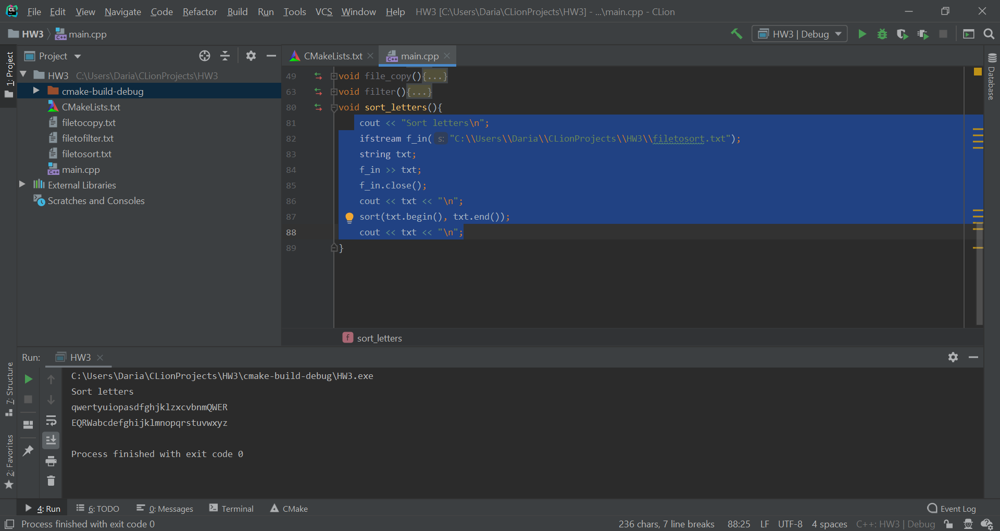 File Edit View Navigate Code Refactor Build Run Tools VCS Window Help HW3 [C:\Users\Daria\CLionProjects\HW3] - ...\main.cpp - CLion
HW3 main.cpp
HW3 | Debug
1: Project
Project
CMakeLists.txt main.cpp
HW3 C:\Users\Daria\CLionProjects\HW3
cmake-build-debug
CMakeLists.txt
filetocopy.txt
filetofilter.txt
filetosort.txt
main.cpp
External Libraries
Scratches and Consoles
49 void file_copy(){...}
63 void filter(){...}
80 void sort_letters(){
81 cout << "Sort letters\n";
82 ifstream f_in( s: "C:\\Users\\Daria\\CLionProjects\\HW3\\filetosort.txt");
83 string txt;
84 f_in >> txt;
85 f_in.close();
86 cout << txt << "\n";
87 sort(txt.begin(), txt.end());
88 cout << txt << "\n";
89 }
sort_letters
Database
Run: HW3
C:\Users\Daria\CLionProjects\HW3\cmake-build-debug\HW3.exe
Sort letters
qwertyuiopasdfghjklzxcvbnmQWER
EQRWabcdefghijklmnopqrstuvwxyz
Process finished with exit code 0
7: Structure
2: Favorites
4: Run 6: TODO 0: Messages Terminal CMake Event Log
Process finished with exit code 0 236 chars, 7 line breaks 88:25 LF UTF-8 4 spaces C++: HW3 | Debug